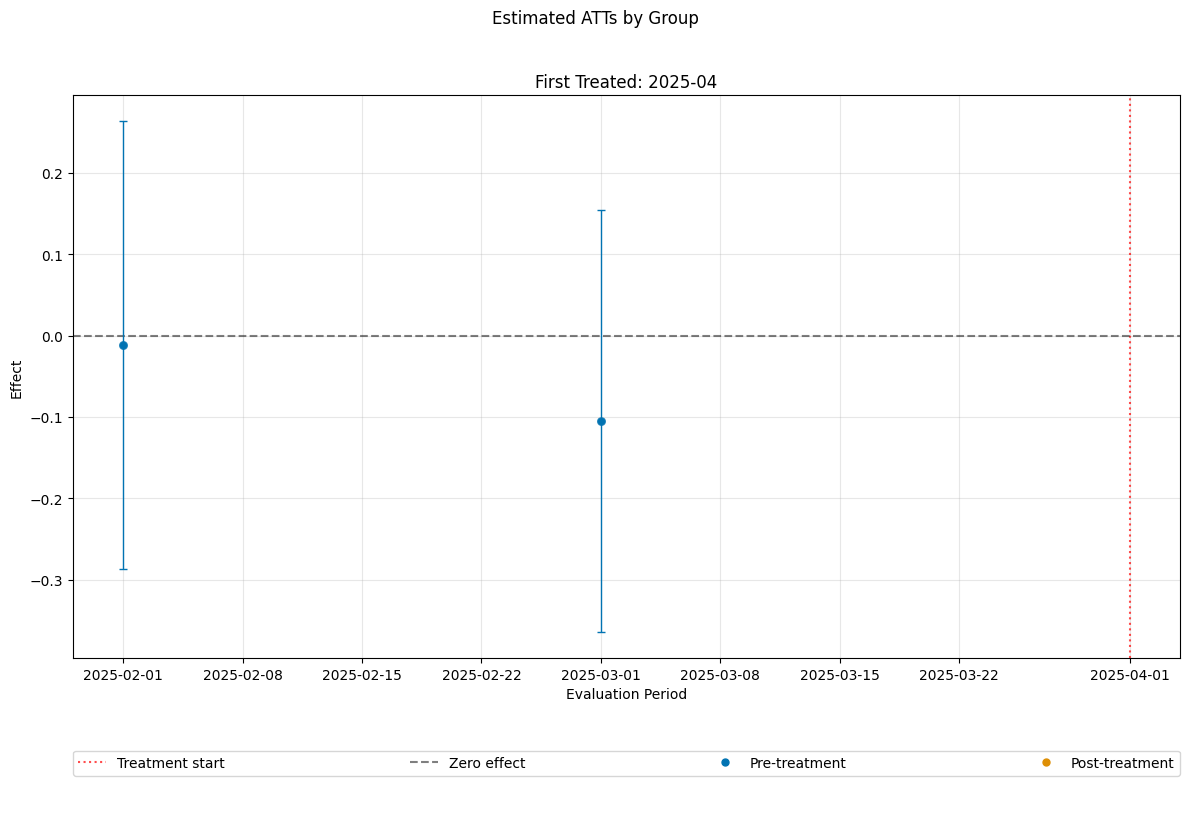 Estimated ATTs by Group
First Treated: 2025-04
0.2
0.1
0.0
−0.1
−0.2
−0.3
Effect
2025-02-01 2025-02-08 2025-02-15 2025-02-22 2025-03-01 2025-03-08 2025-03-15 2025-03-22 2025-04-01
Evaluation Period
Treatment start Zero effect Pre-treatment Post-treatment